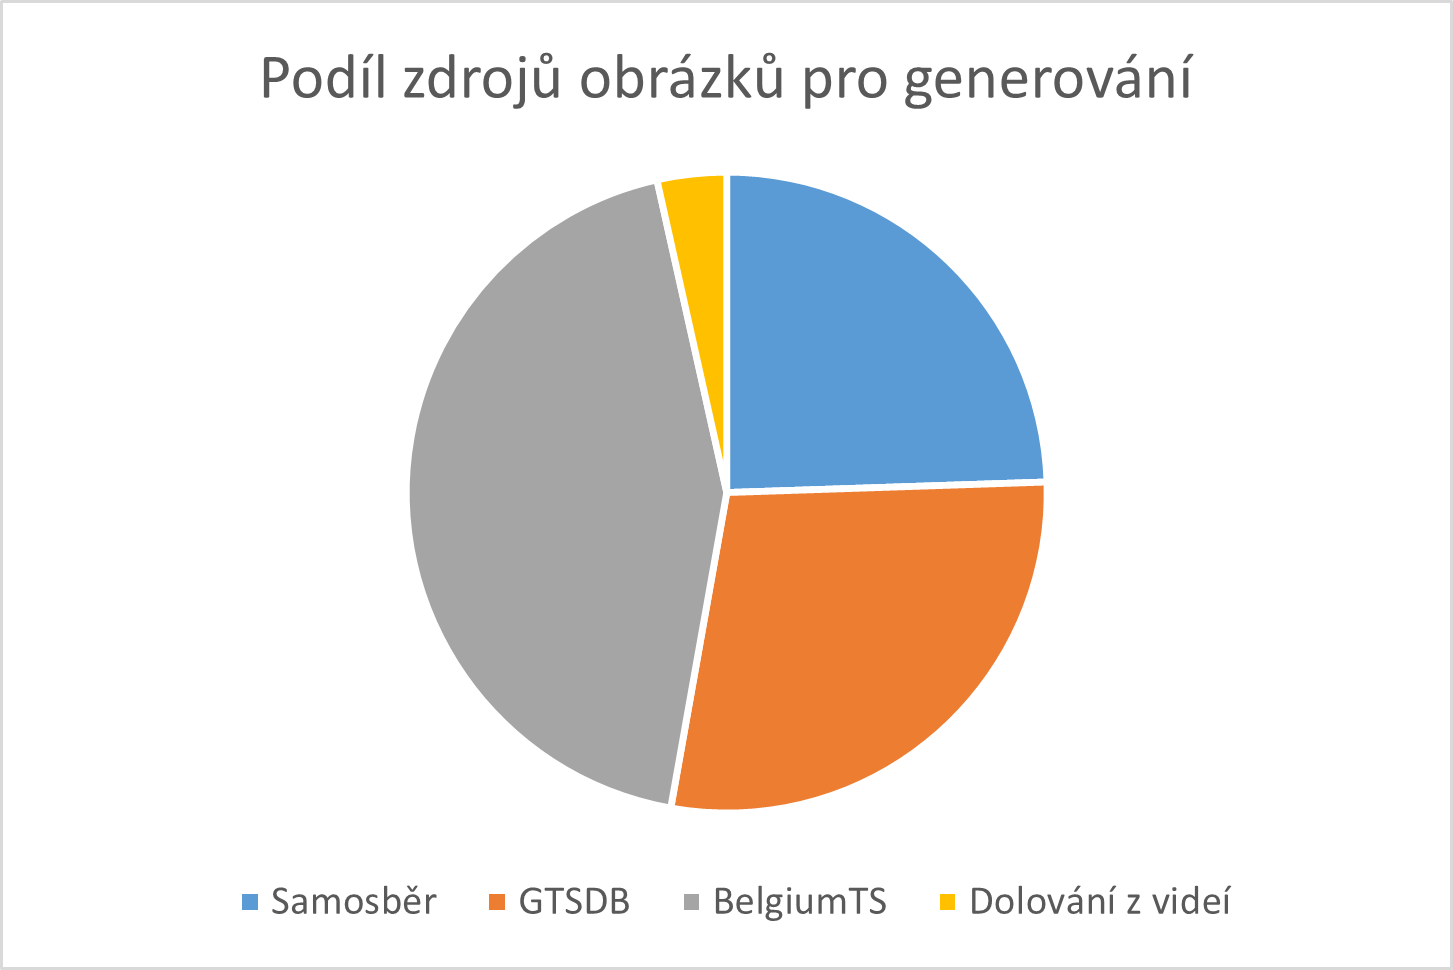 Podíl zdrojů obrázků pro generování
Samosběr GTSDB BelgiumTS Dolování z videí